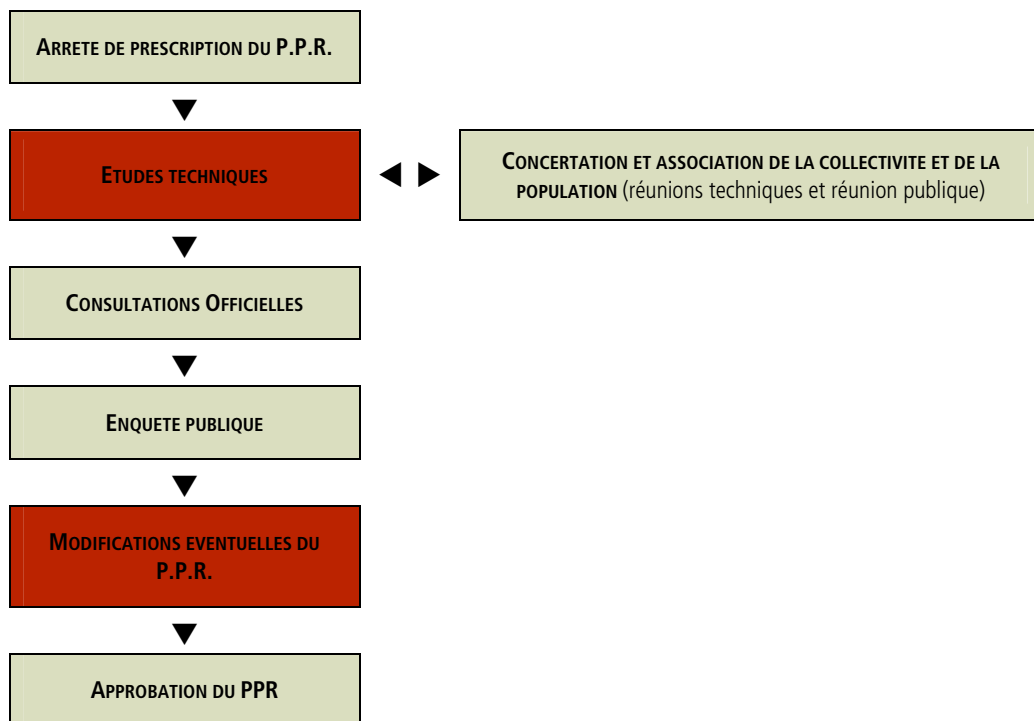 ARRETE DE PRESCRIPTION DU P.P.R.
ETUDES TECHNIQUES
CONCERTATION ET ASSOCIATION DE LA COLLECTIVITE ET DE LA
POPULATION (réunions techniques et réunion publique)
CONSULTATIONS OFFICIELLES
ENQUETE PUBLIQUE
MODIFICATIONS EVENTUELLES DU
P.P.R.
APPROBATION DU PPR